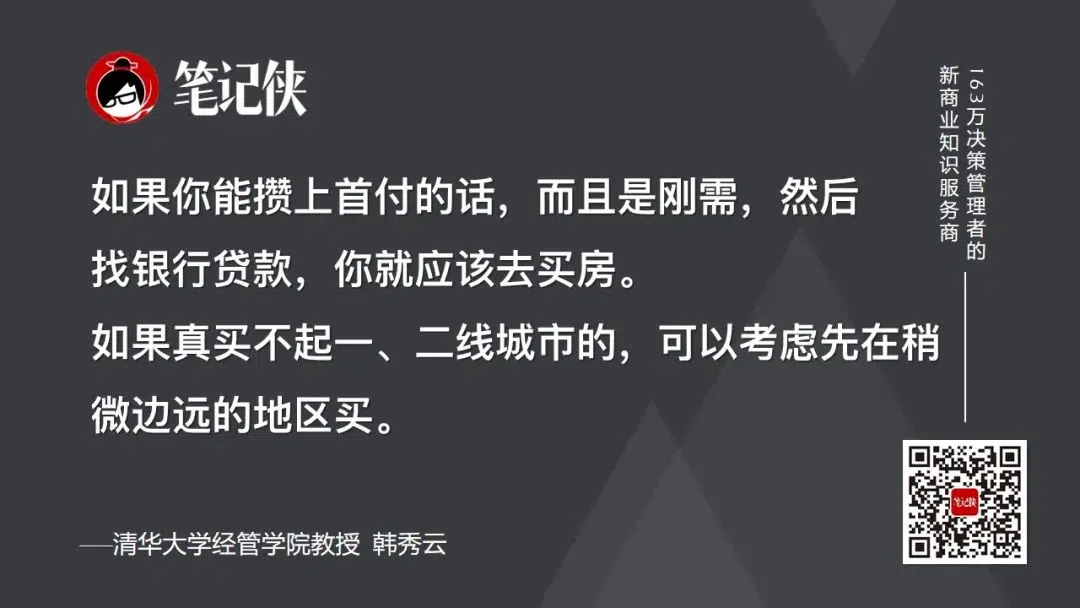 笔记侠
163万决策管理者的
新商业知识服务商
如果你能攒上首付的话，而且是刚需，然后
找银行贷款，你就应该去买房。
如果真买不起一、二线城市的，可以考虑先在稍
微边远的地区买。
——清华大学经管学院教授 韩秀云
笔记侠